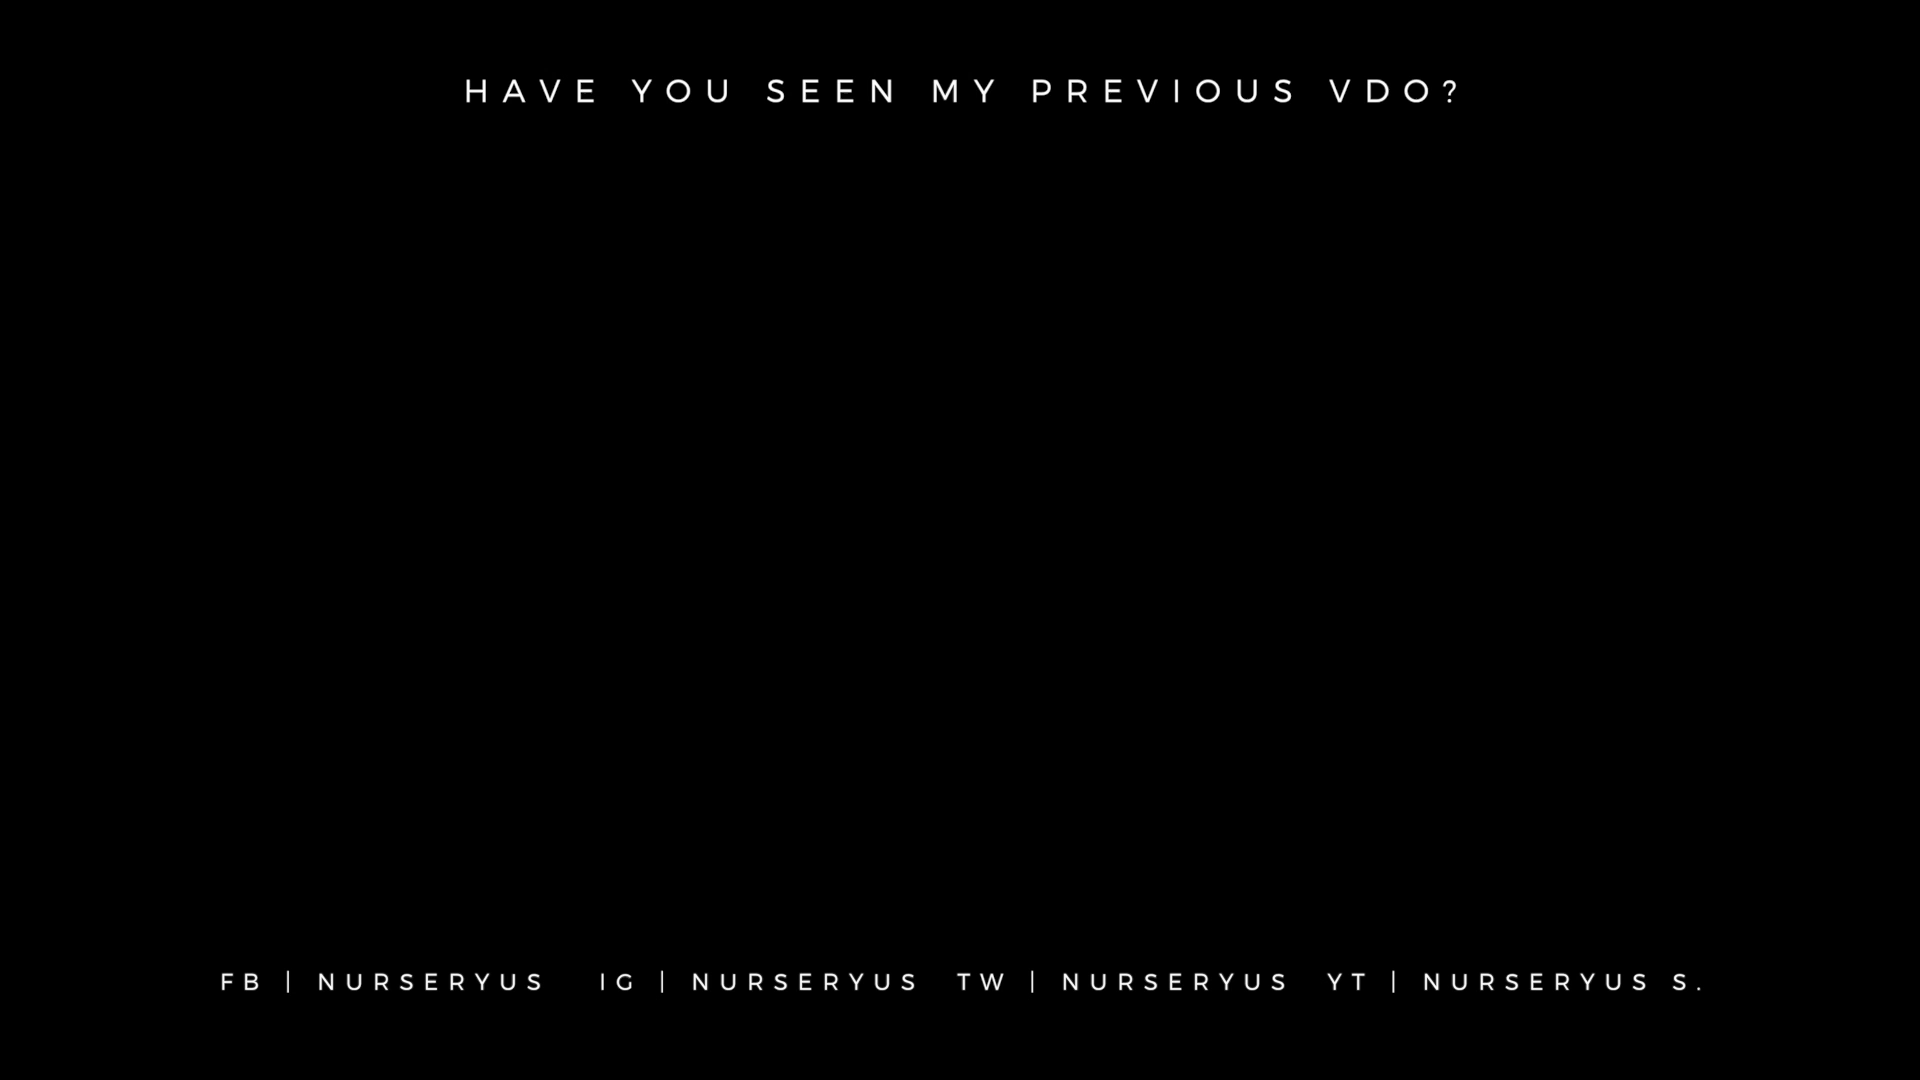 HAVE YOU SEEN MY PREVIOUS VDO?
FB | NURSERYUS IG | NURSERYUS TW | NURSERYUS YT | NURSERYUS S.